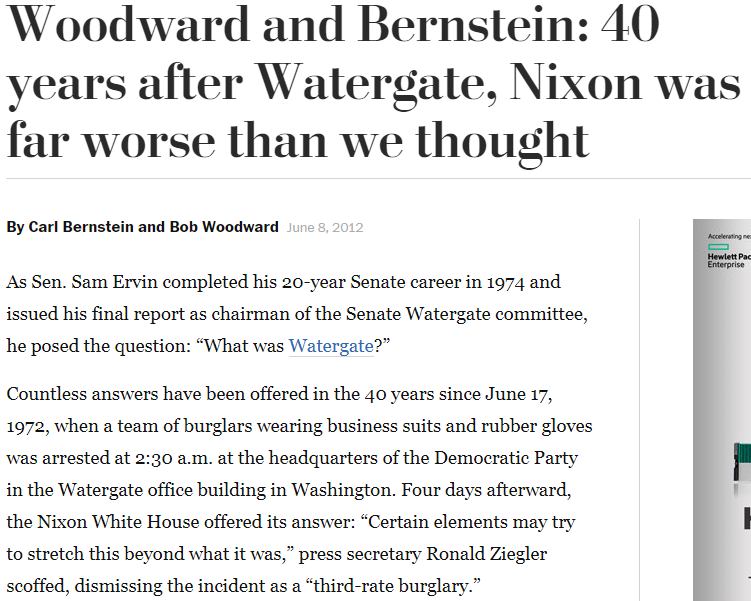 Woodward and Bernstein: 40
years after Watergate, Nixon was
far worse than we thought
By Carl Bernstein and Bob Woodward June 8, 2012
As Sen. Sam Ervin completed his 20-year Senate career in 1974 and
issued his final report as chairman of the Senate Watergate committee,
he posed the question: “What was Watergate?”
Countless answers have been offered in the 40 years since June 17,
1972, when a team of burglars wearing business suits and rubber gloves
was arrested at 2:30 a.m. at the headquarters of the Democratic Party
in the Watergate office building in Washington. Four days afterward,
the Nixon White House offered its answer: “Certain elements may try
to stretch this beyond what it was,” press secretary Ronald Ziegler
scoffed, dismissing the incident as a “third-rate burglary.”
Accelerating
Hewlett
Enterprise